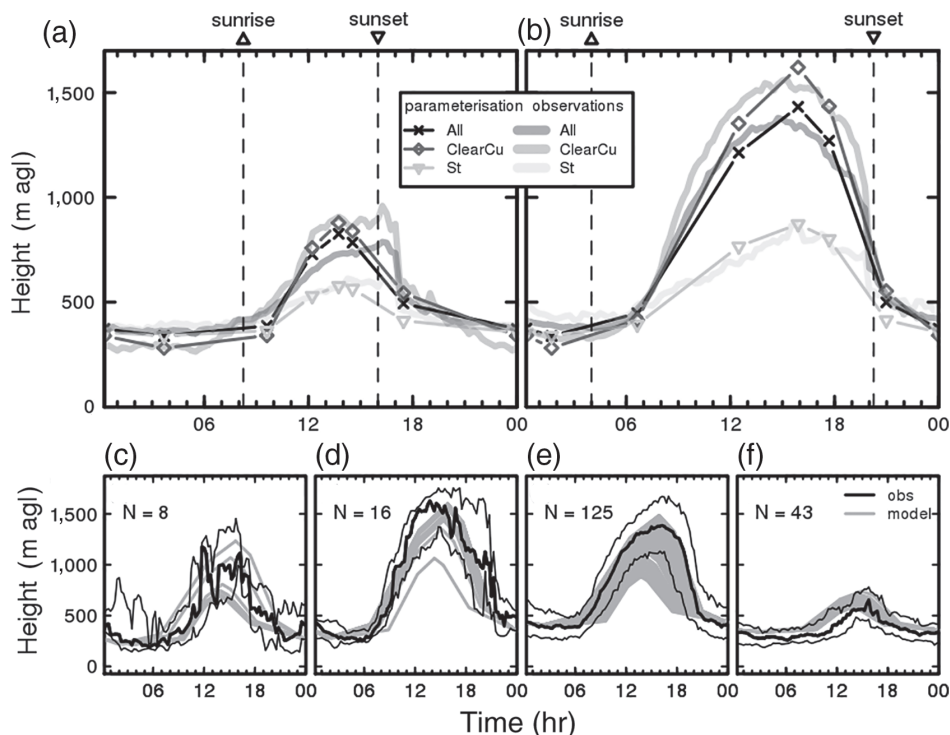 (a) sunrise sunset (b) sunset
Height (m agl)
1,500
1,000
500
0
parameterisation observations
All All
ClearCu ClearCu
St St
06 12 18 00 06 12 18 00
(c) (d) (e) (f)
Height (m agl)
1,500
1,000
500
0
N = 8 N = 16 N = 125 N = 43
obs
model
06 12 18 00 06 12 18 00 06 12 18 00 06 12 18 00
Time (hr)